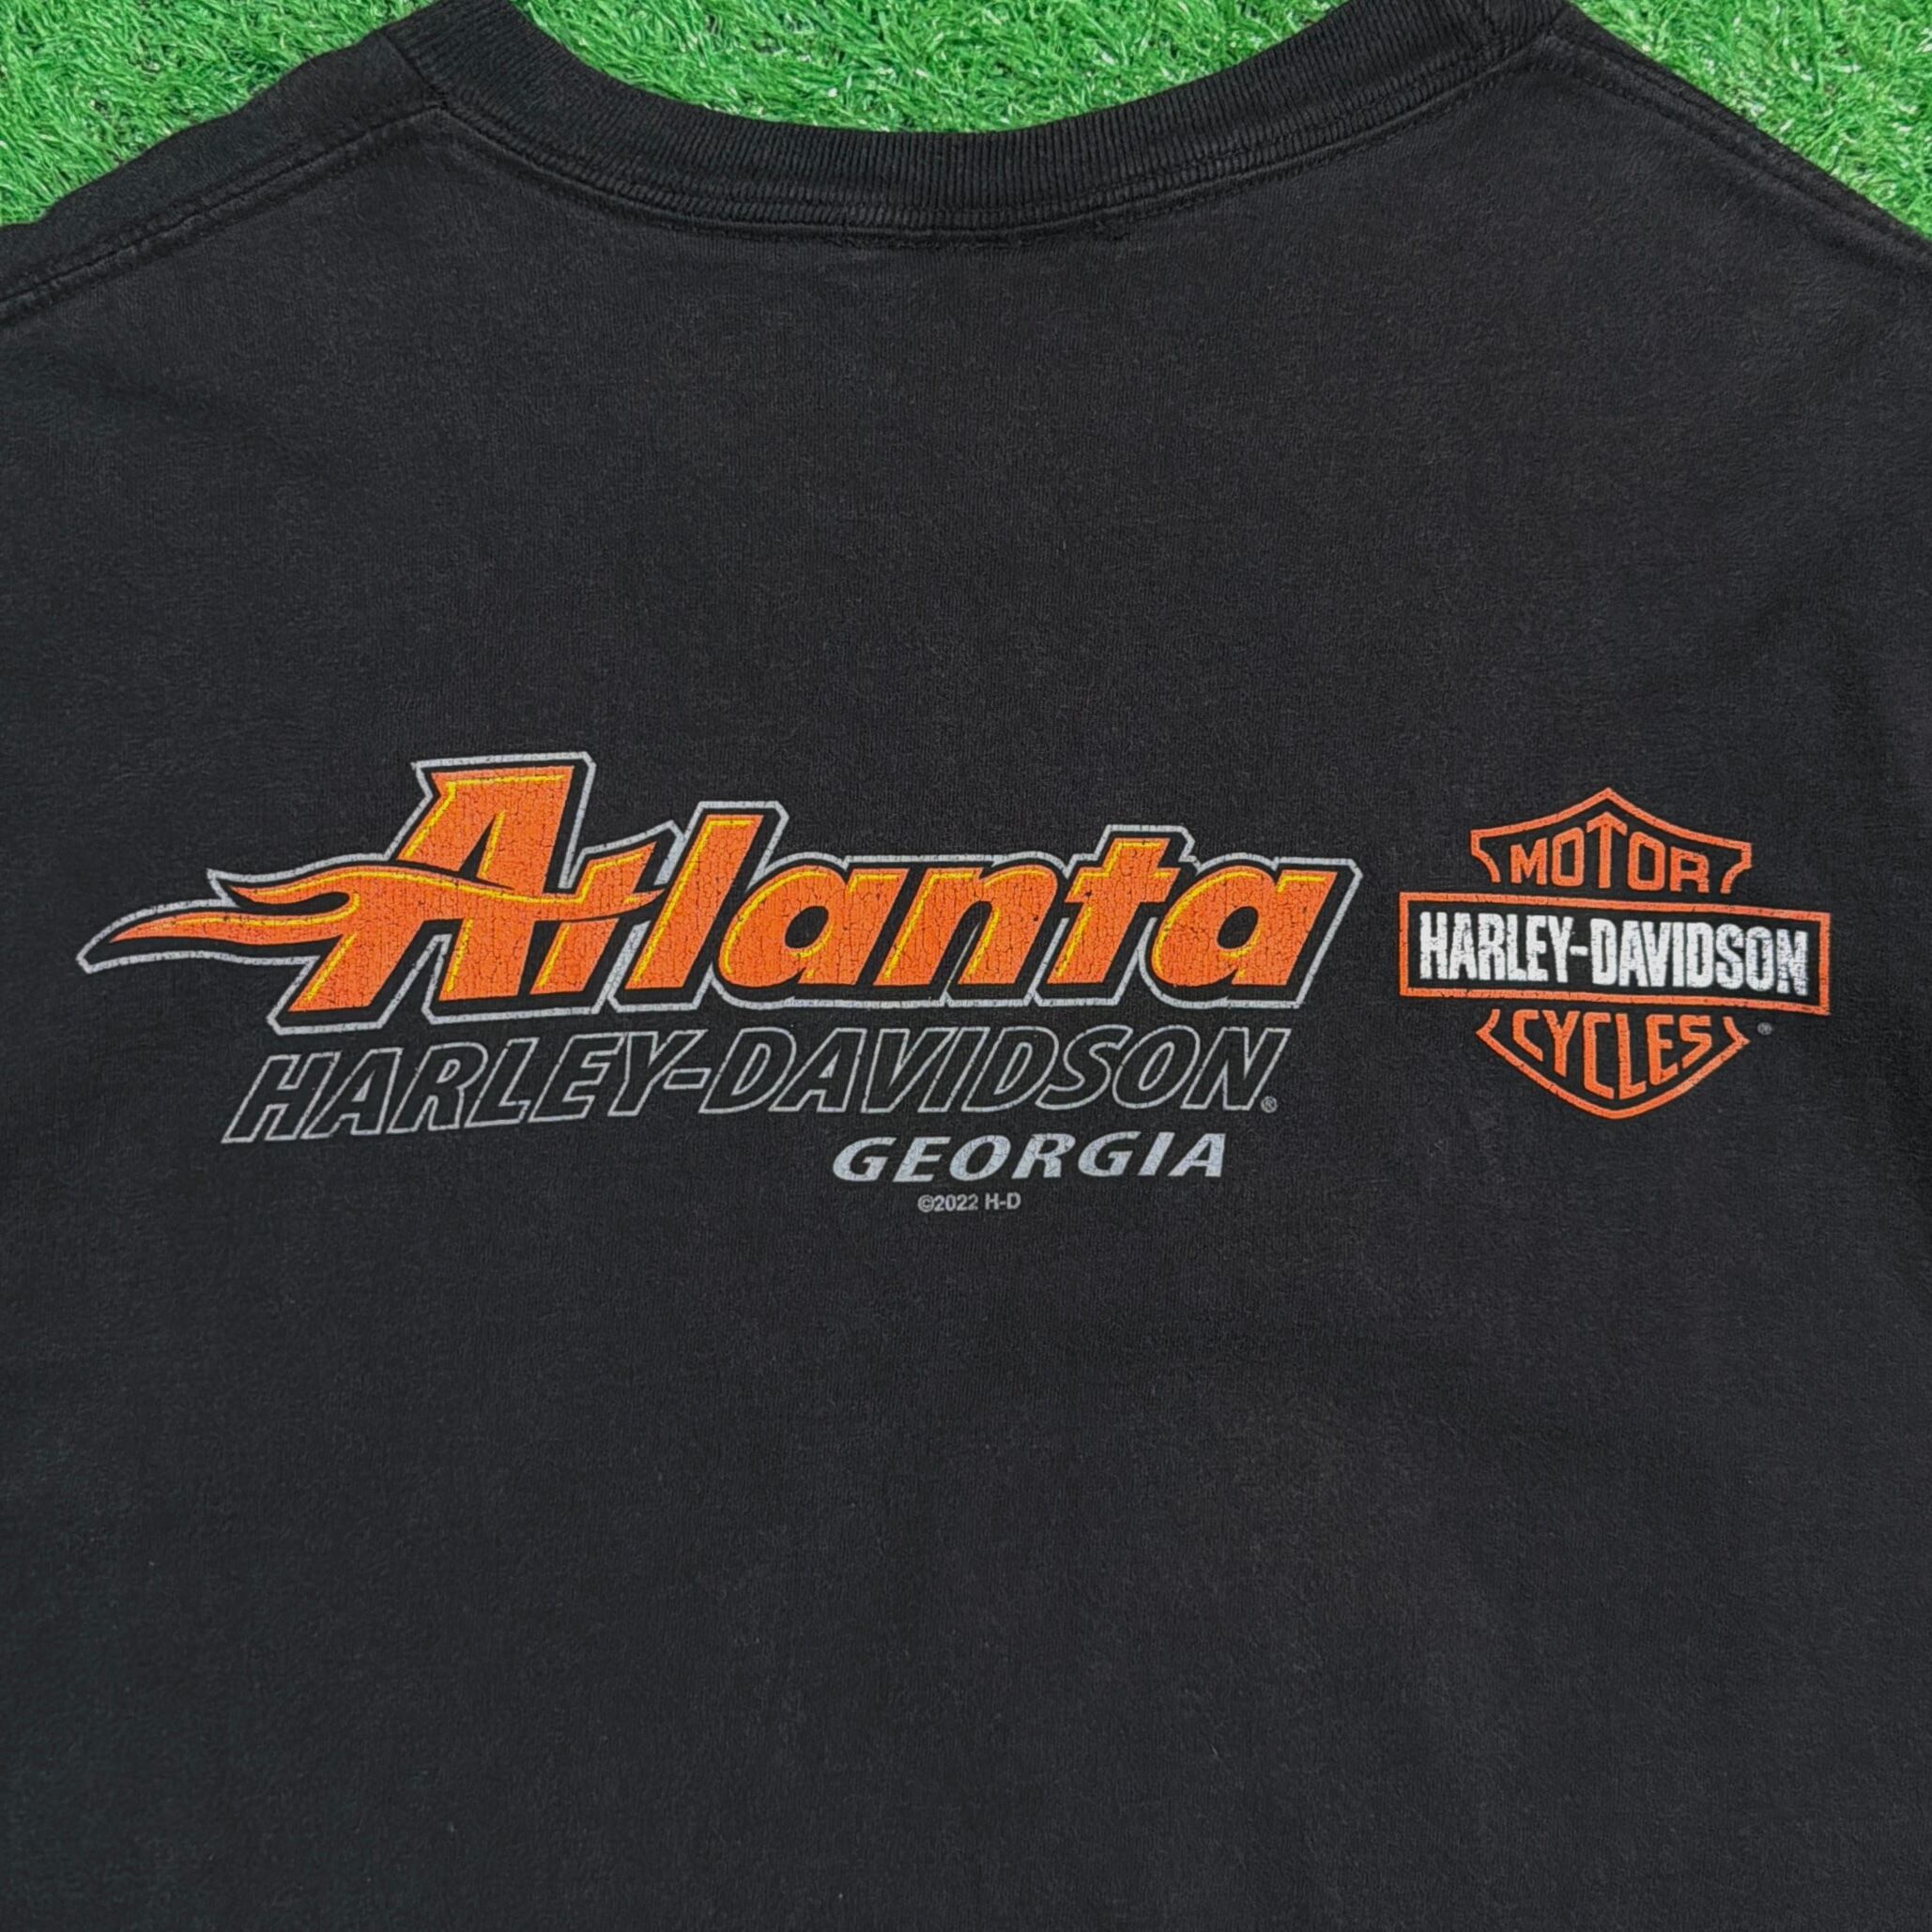 Atlanta
HARLEY-DAVIDSON®
GEORGIA
©2022 H-D
MOTOR
HARLEY-DAVIDSON
CYCLES®